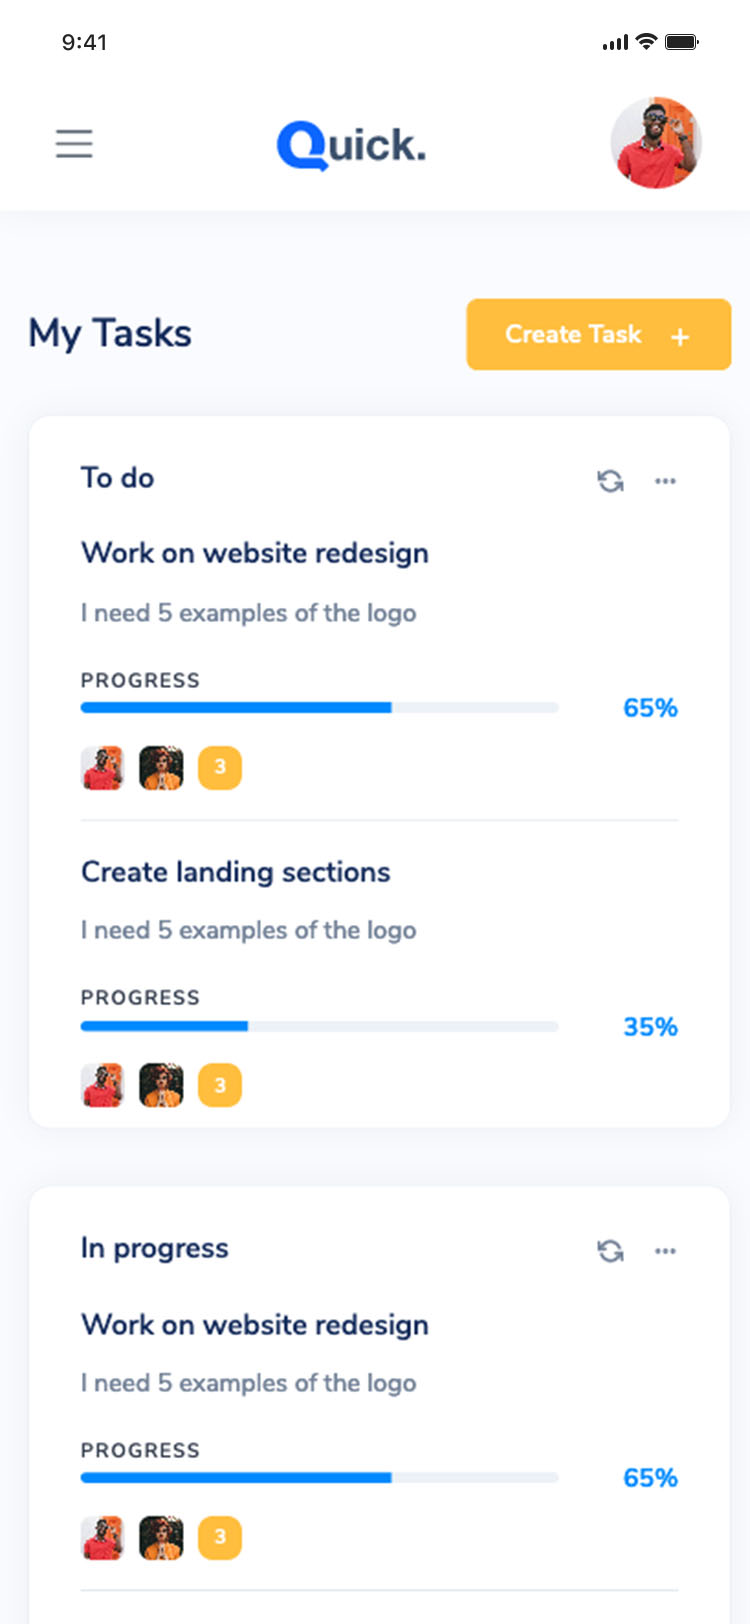 9:41
Quick.
My Tasks
Create Task +
To do
Work on website redesign
I need 5 examples of the logo
PROGRESS
65%
3
Create landing sections
I need 5 examples of the logo
PROGRESS
35%
3
In progress
Work on website redesign
I need 5 examples of the logo
PROGRESS
65%
3